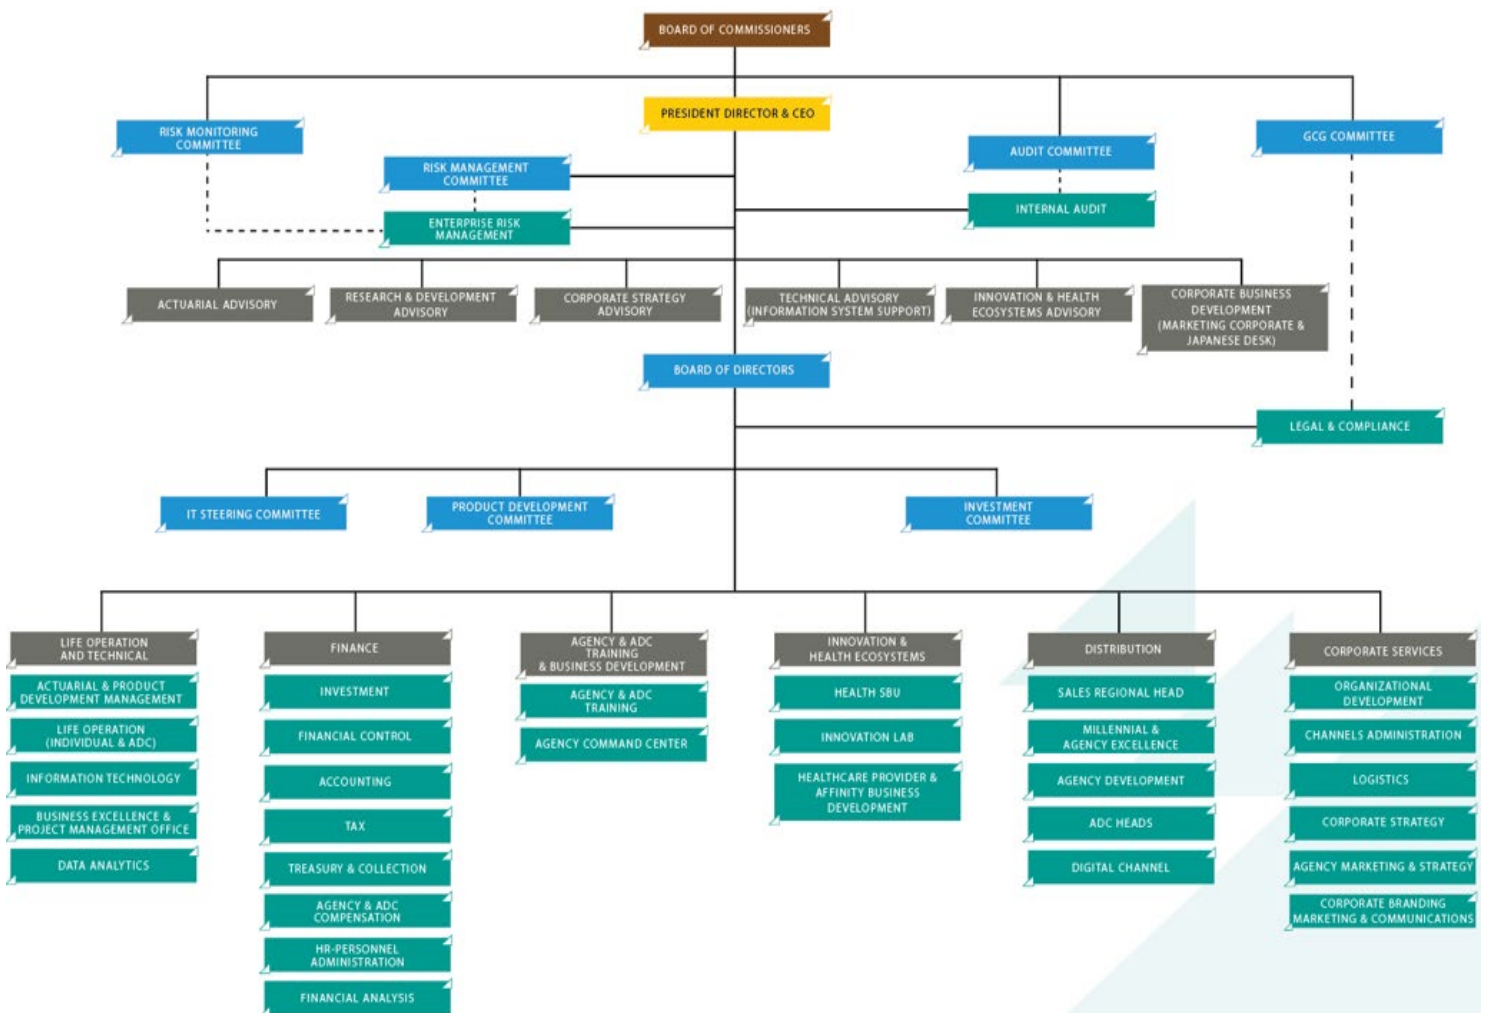 BOARD OF COMMISSIONERS
PRESIDENT DIRECTOR & CEO
RISK MONITORING
COMMITTEE
AUDIT COMMITTEE
GCG COMMITTEE
RISK MANAGEMENT
COMMITTEE
INTERNAL AUDIT
ENTERPRISE RISK
MANAGEMENT
ACTUARIAL ADVISORY
RESEARCH & DEVELOPMENT
ADVISORY
CORPORATE STRATEGY
ADVISORY
TECHNICAL ADVISORY
(INFORMATION SYSTEM SUPPORT)
INNOVATION & HEALTH
ECOSYSTEMS ADVISORY
CORPORATE BUSINESS
DEVELOPMENT
(MARKETING CORPORATE &
JAPANESE DESK)
BOARD OF DIRECTORS
LEGAL & COMPLIANCE
IT STEERING COMMITTEE
PRODUCT DEVELOPMENT
COMMITTEE
INVESTMENT
COMMITTEE
LIFE OPERATION
AND TECHNICAL
ACTUARIAL & PRODUCT
DEVELOPMENT MANAGEMENT
LIFE OPERATION
(INDIVIDUAL & ADC)
INFORMATION TECHNOLOGY
BUSINESS EXCELLENCE &
PROJECT MANAGEMENT OFFICE
DATA ANALYTICS
FINANCE
INVESTMENT
FINANCIAL CONTROL
ACCOUNTING
TAX
TREASURY & COLLECTION
AGENCY & ADC
COMPENSATION
HR-PERSONNEL
ADMINISTRATION
FINANCIAL ANALYSIS
AGENCY & ADC
TRAINING
& BUSINESS DEVELOPMENT
AGENCY & ADC
TRAINING
AGENCY COMMAND CENTER
INNOVATION &
HEALTH ECOSYSTEMS
HEALTH SBU
INNOVATION LAB
HEALTHCARE PROVIDER &
AFFINITY BUSINESS
DEVELOPMENT
DISTRIBUTION
SALES REGIONAL HEAD
MILLENNIAL &
AGENCY EXCELLENCE
AGENCY DEVELOPMENT
ADC HEADS
DIGITAL CHANNEL
CORPORATE SERVICES
ORGANIZATIONAL
DEVELOPMENT
CHANNELS ADMINISTRATION
LOGISTICS
CORPORATE STRATEGY
AGENCY MARKETING & STRATEGY
CORPORATE BRANDING
MARKETING & COMMUNICATIONS